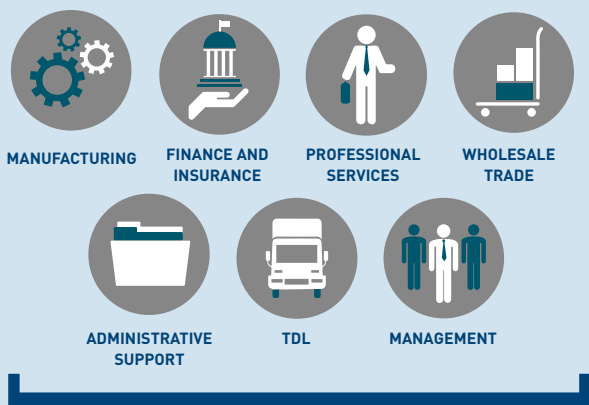 MANUFACTURING
FINANCE AND
INSURANCE
PROFESSIONAL
SERVICES
WHOLESALE
TRADE
ADMINISTRATIVE
SUPPORT
TDL
MANAGEMENT